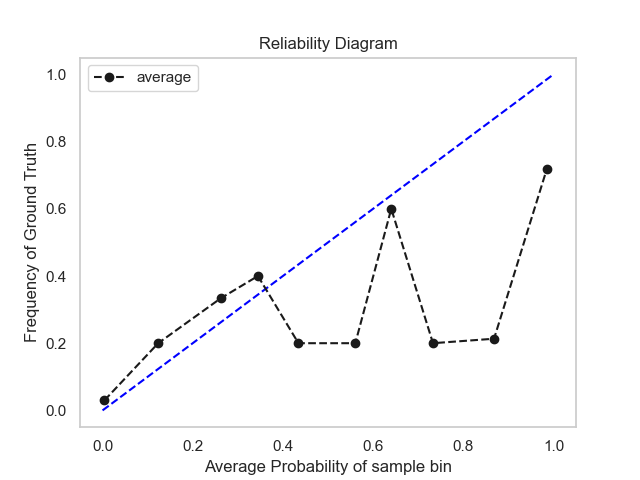 Reliability Diagram
average
1.0
0.8
0.6
0.4
0.2
0.0
Frequency of Ground Truth
0.0 0.2 0.4 0.6 0.8 1.0
Average Probability of sample bin